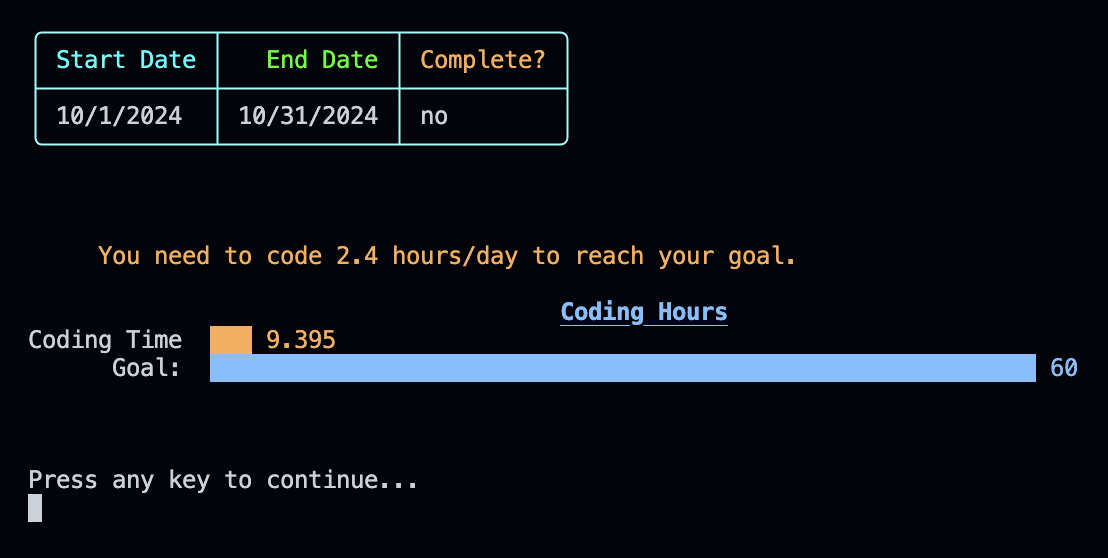 Start Date End Date Complete?
10/1/2024 10/31/2024 no
You need to code 2.4 hours/day to reach your goal.
Coding Hours
Coding Time 9.395
Goal: 60
Press any key to continue...